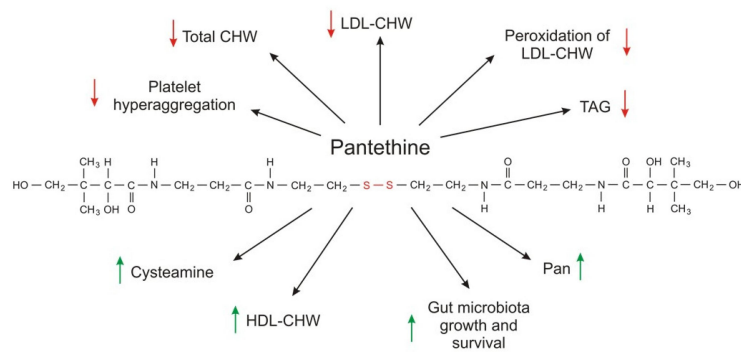 LDL-CHW
Total CHW
Peroxidation of
LDL-CHW
Platelet
hyperaggregation
TAG
Pantethine
CH₃ H H H O O OH CH₃
HO–CH₂–C–C–C–N–CH₂–CH₂–C–N–CH₂–CH₂–S–S–CH₂–CH₂–N–C–CH₂–CH₂–N–C–C–C–CH₂–OH
CH₃ OH O O H H H CH₃
Cysteamine
Pan
HDL-CHW
Gut microbiota
growth and
survival